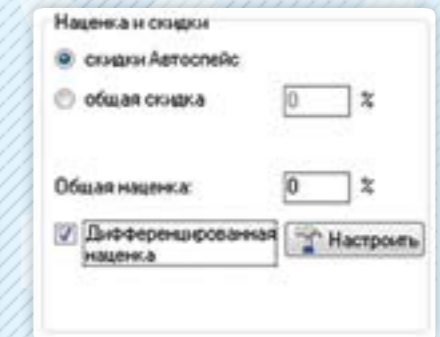 Наценка и скидки
скидки Автоспейс
общая скидка 0 %
Общая наценка: 0 %
Дифференцированная наценка Настроить